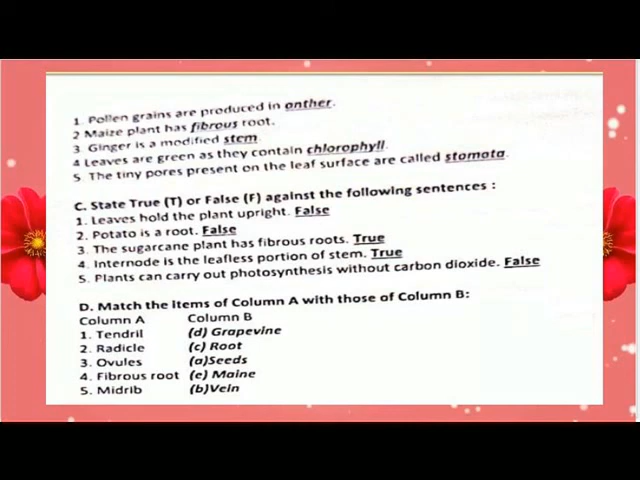 1. Pollen grains are produced in anther.
2 Maize plant has fibrous root.
3 Ginger is a modified stem.
4 Leaves are green as they contain chlorophyll.
5 The tiny pores present on the leaf surface are called stomata.
C. State True (T) or False (F) against the following sentences :
1. Leaves hold the plant upright. False
2. Potato is a root. False
3. The sugarcane plant has fibrous roots. True
4. Internode is the leafless portion of stem. True
5. Plants can carry out photosynthesis without carbon dioxide. False
D. Match the Items of Column A with those of Column B:
Column A Column B
1. Tendril (d) Grapevine
2. Radicle (c) Root
3. Ovules (a)Seeds
4. Fibrous root (e) Maine
5. Midrib (b)Vein